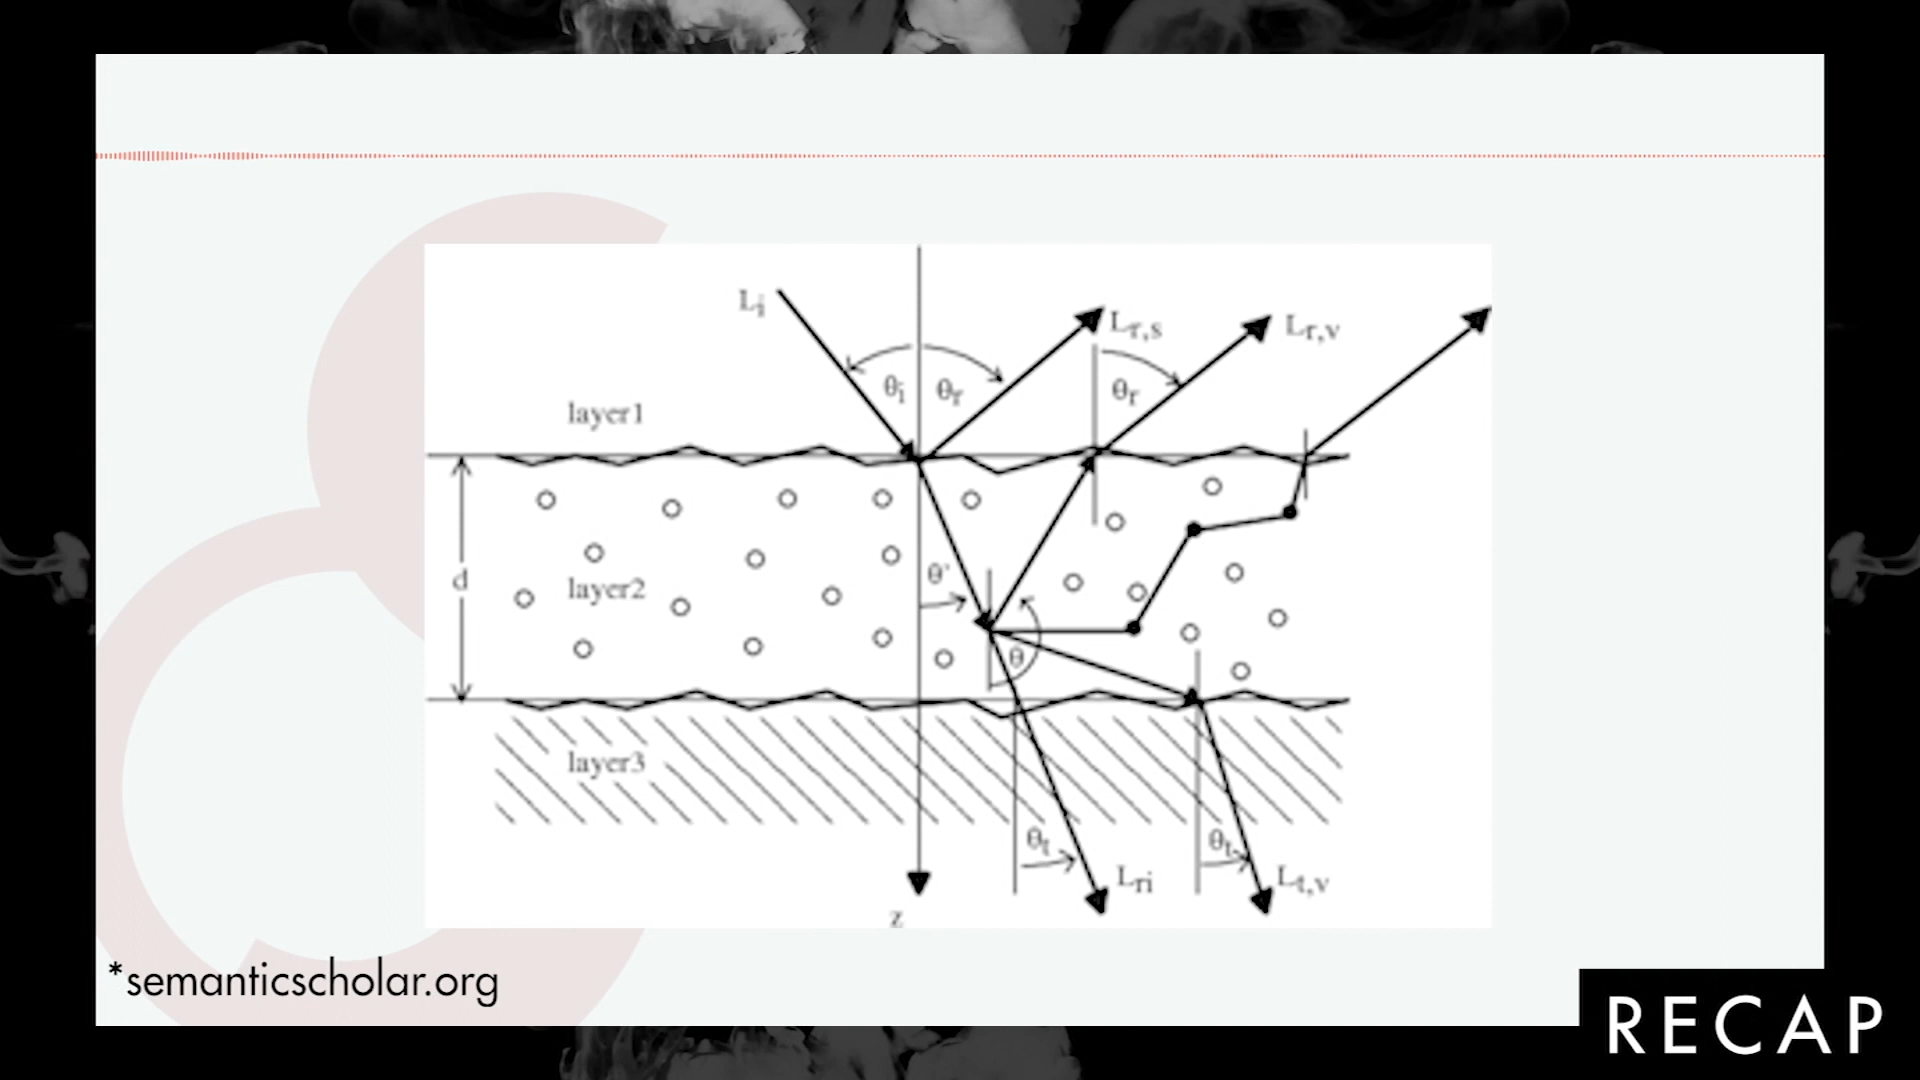 Li
Lr,s
Lr,v
θi
θr
θr
layer1
d
θ'
layer2
θ
layer3
θt
θt
Lri
Lt,v
z
*semanticscholar.org
RECAP